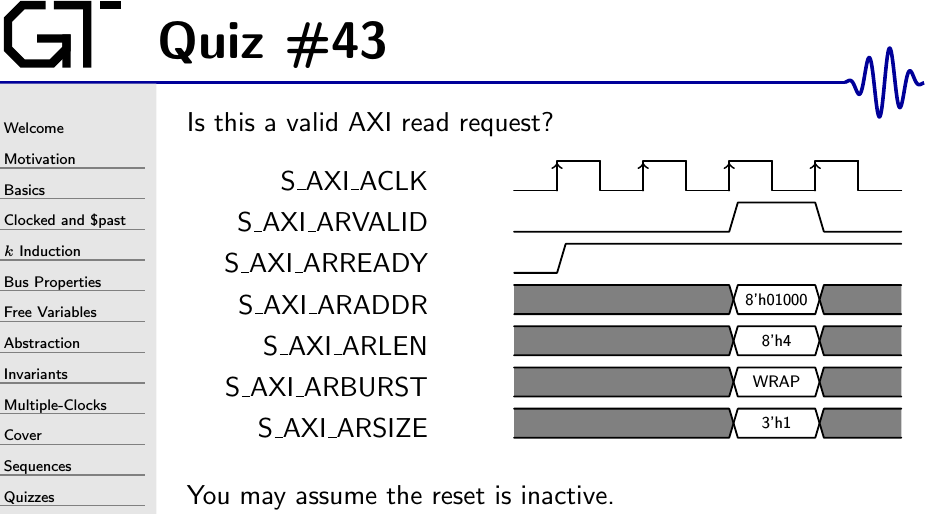 GT
Quiz #43
Welcome
Motivation
Basics
Clocked and $past
k Induction
Bus Properties
Free Variables
Abstraction
Invariants
Multiple-Clocks
Cover
Sequences
Quizzes
Is this a valid AXI read request?
S_AXI_ACLK
S_AXI_ARVALID
S_AXI_ARREADY
S_AXI_ARADDR 8'h01000
S_AXI_ARLEN 8'h4
S_AXI_ARBURST WRAP
S_AXI_ARSIZE 3'h1
You may assume the reset is inactive.